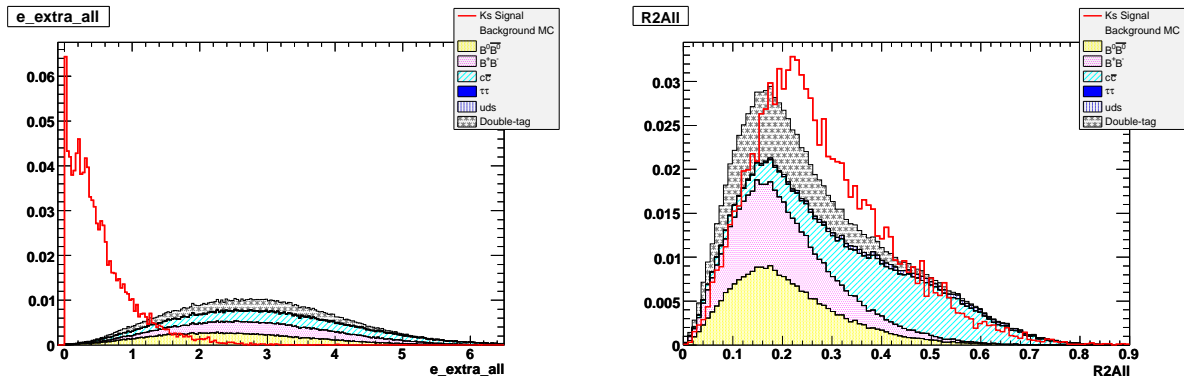 e_extra_all
Ks Signal
Background MC
B⁰B̅⁰
B⁺B⁻
cc̅
ττ
uds
Double-tag
0.06
0.05
0.04
0.03
0.02
0.01
0
0 1 2 3 4 5 6
e_extra_all
R2All
Ks Signal
Background MC
B⁰B̅⁰
B⁺B⁻
cc̅
ττ
uds
Double-tag
0.03
0.025
0.02
0.015
0.01
0.005
0
0 0.1 0.2 0.3 0.4 0.5 0.6 0.7 0.8 0.9
R2All